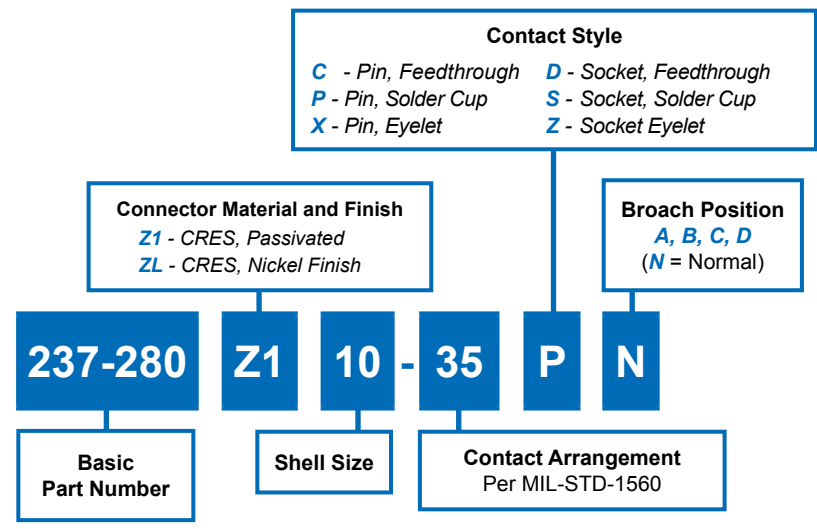 Contact Style
C - Pin, Feedthrough D - Socket, Feedthrough
P - Pin, Solder Cup S - Socket, Solder Cup
X - Pin, Eyelet Z - Socket Eyelet
Connector Material and Finish
Z1 - CRES, Passivated
ZL - CRES, Nickel Finish
Broach Position
A, B, C, D
(N = Normal)
237-280 Z1 10 - 35 P N
Basic
Part Number
Shell Size
Contact Arrangement
Per MIL-STD-1560